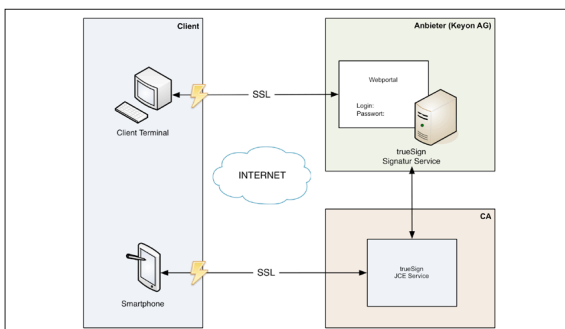 Client
Anbieter (Keyon AG)
Webportal
Login:
Passwort:
SSL
Client Terminal
trueSign
Signatur Service
INTERNET
CA
trueSign
JCE Service
SSL
Smartphone